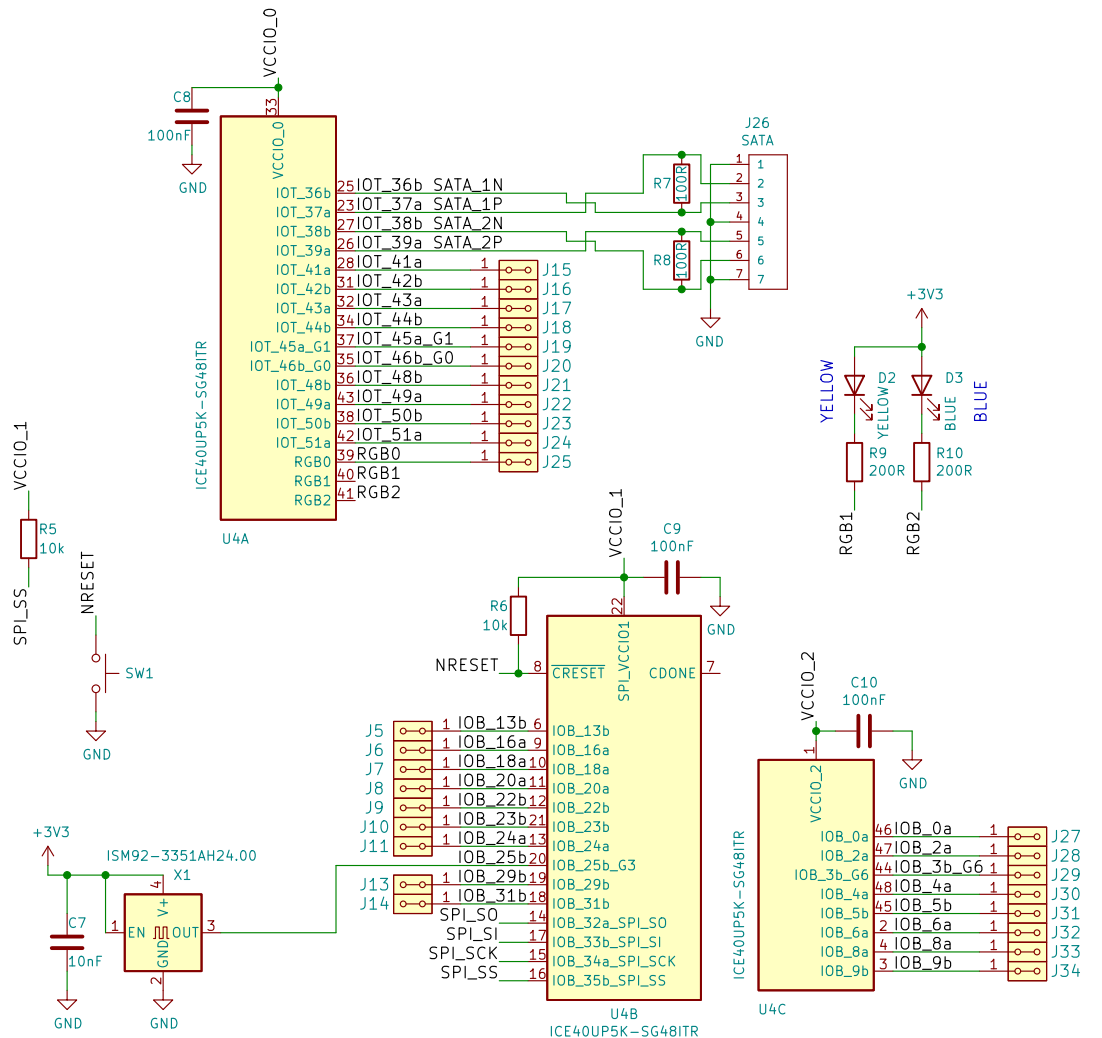 VCCIO_0
C8
100nF
GND
33
VCCIO_0
IOT_36b 25 IOT_36b SATA_1N
IOT_37a 23 IOT_37a SATA_1P
IOT_38b 27 IOT_38b SATA_2N
IOT_39a 26 IOT_39a SATA_2P
IOT_41a 28 IOT_41a 1 J15
IOT_42b 31 IOT_42b 1 J16
IOT_43a 32 IOT_43a 1 J17
IOT_44b 34 IOT_44b 1 J18
IOT_45a_G1 37 IOT_45a_G1 1 J19
IOT_46b_G0 35 IOT_46b_G0 1 J20
IOT_48b 36 IOT_48b 1 J21
IOT_49a 43 IOT_49a 1 J22
IOT_50b 38 IOT_50b 1 J23
IOT_51a 42 IOT_51a 1 J24
RGB0 39 RGB0 1 J25
RGB1 40 RGB1
RGB2 41 RGB2
ICE40UP5K-SG48ITR
U4A
J26
SATA
1 1
2 2
3 3
4 4
5 5
6 6
7 7
R7 100R
R8 100R
GND
+3V3
YELLOW
D2
YELLOW
D3
BLUE
BLUE
R9
200R
R10
200R
RGB1
RGB2
VCCIO_1
R5
10k
SPI_SS
NRESET
SW1
GND
VCCIO_1
C9
100nF
GND
22
SPI_VCCIO1
R6
10k
NRESET 8 CRESET
CDONE 7
J5 1 IOB_13b 6 IOB_13b
J6 1 IOB_16a 9 IOB_16a
J7 1 IOB_18a 10 IOB_18a
J8 1 IOB_20a 11 IOB_20a
J9 1 IOB_22b 12 IOB_22b
J10 1 IOB_23b 21 IOB_23b
J11 1 IOB_24a 13 IOB_24a
IOB_25b 20 IOB_25b_G3
J13 1 IOB_29b 19 IOB_29b
J14 1 IOB_31b 18 IOB_31b
SPI_SO 14 IOB_32a_SPI_SO
SPI_SI 17 IOB_33b_SPI_SI
SPI_SCK 15 IOB_34a_SPI_SCK
SPI_SS 16 IOB_35b_SPI_SS
U4B
ICE40UP5K-SG48ITR
+3V3
ISM92-3351AH24.00
X1
4
V+
1 EN OUT 3
GND
2
C7
10nF
GND
GND
VCCIO_2
C10
100nF
GND
1
VCCIO_2
IOB_0a 46 IOB_0a 1 J27
IOB_2a 47 IOB_2a 1 J28
IOB_3b_G6 44 IOB_3b_G6 1 J29
IOB_4a 48 IOB_4a 1 J30
IOB_5b 45 IOB_5b 1 J31
IOB_6a 2 IOB_6a 1 J32
IOB_8a 4 IOB_8a 1 J33
IOB_9b 3 IOB_9b 1 J34
ICE40UP5K-SG48ITR
U4C